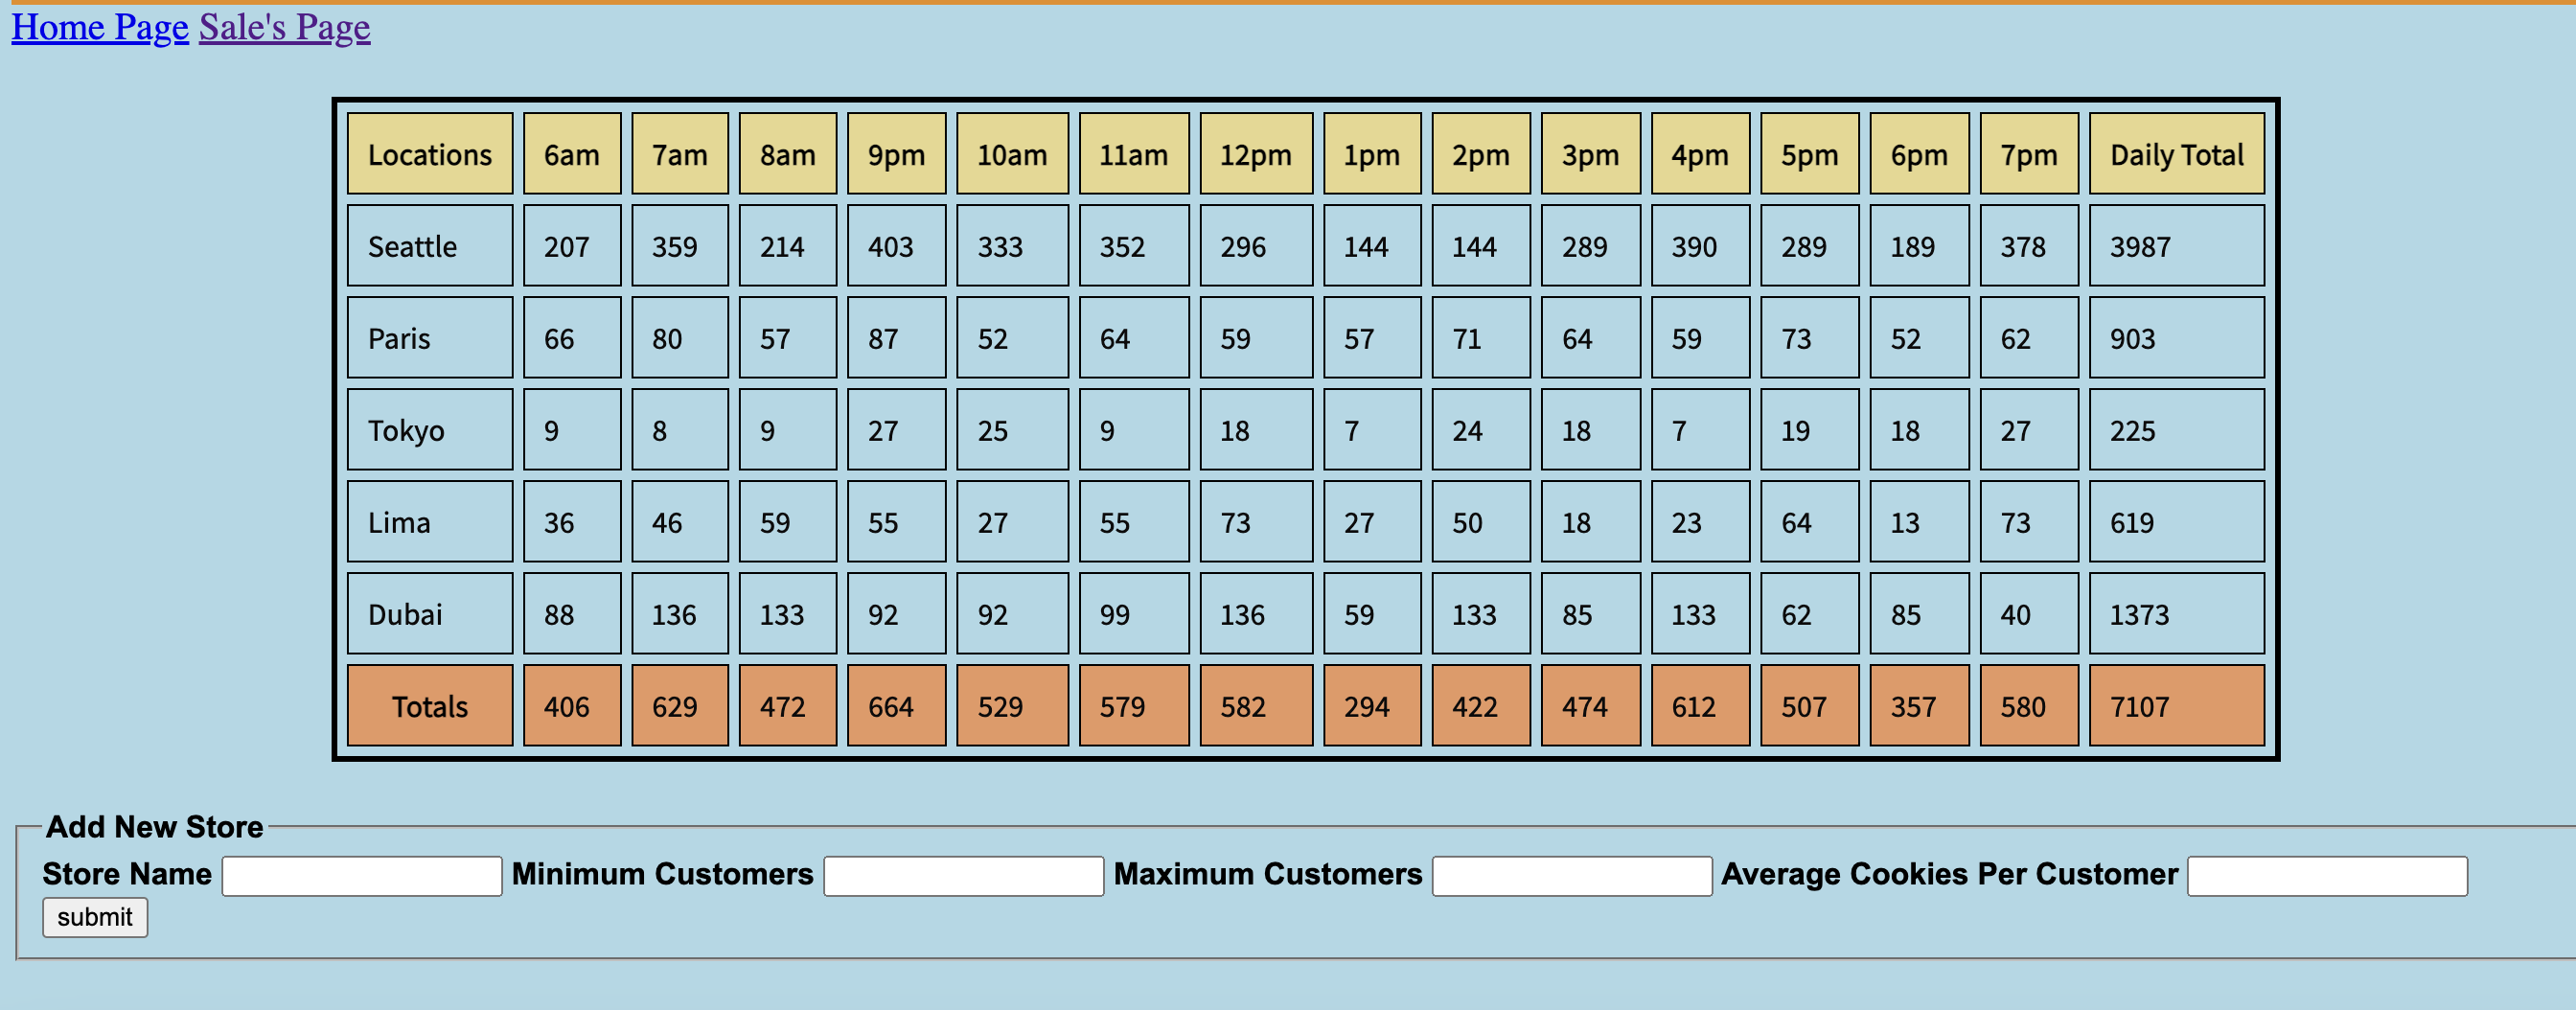 Home Page Sale's Page
Locations 6am 7am 8am 9pm 10am 11am 12pm 1pm 2pm 3pm 4pm 5pm 6pm 7pm Daily Total
Seattle 207 359 214 403 333 352 296 144 144 289 390 289 189 378 3987
Paris 66 80 57 87 52 64 59 57 71 64 59 73 52 62 903
Tokyo 9 8 9 27 25 9 18 7 24 18 7 19 18 27 225
Lima 36 46 59 55 27 55 73 27 50 18 23 64 13 73 619
Dubai 88 136 133 92 92 99 136 59 133 85 133 62 85 40 1373
Totals 406 629 472 664 529 579 582 294 422 474 612 507 357 580 7107
Add New Store
Store Name Minimum Customers Maximum Customers Average Cookies Per Customer
submit